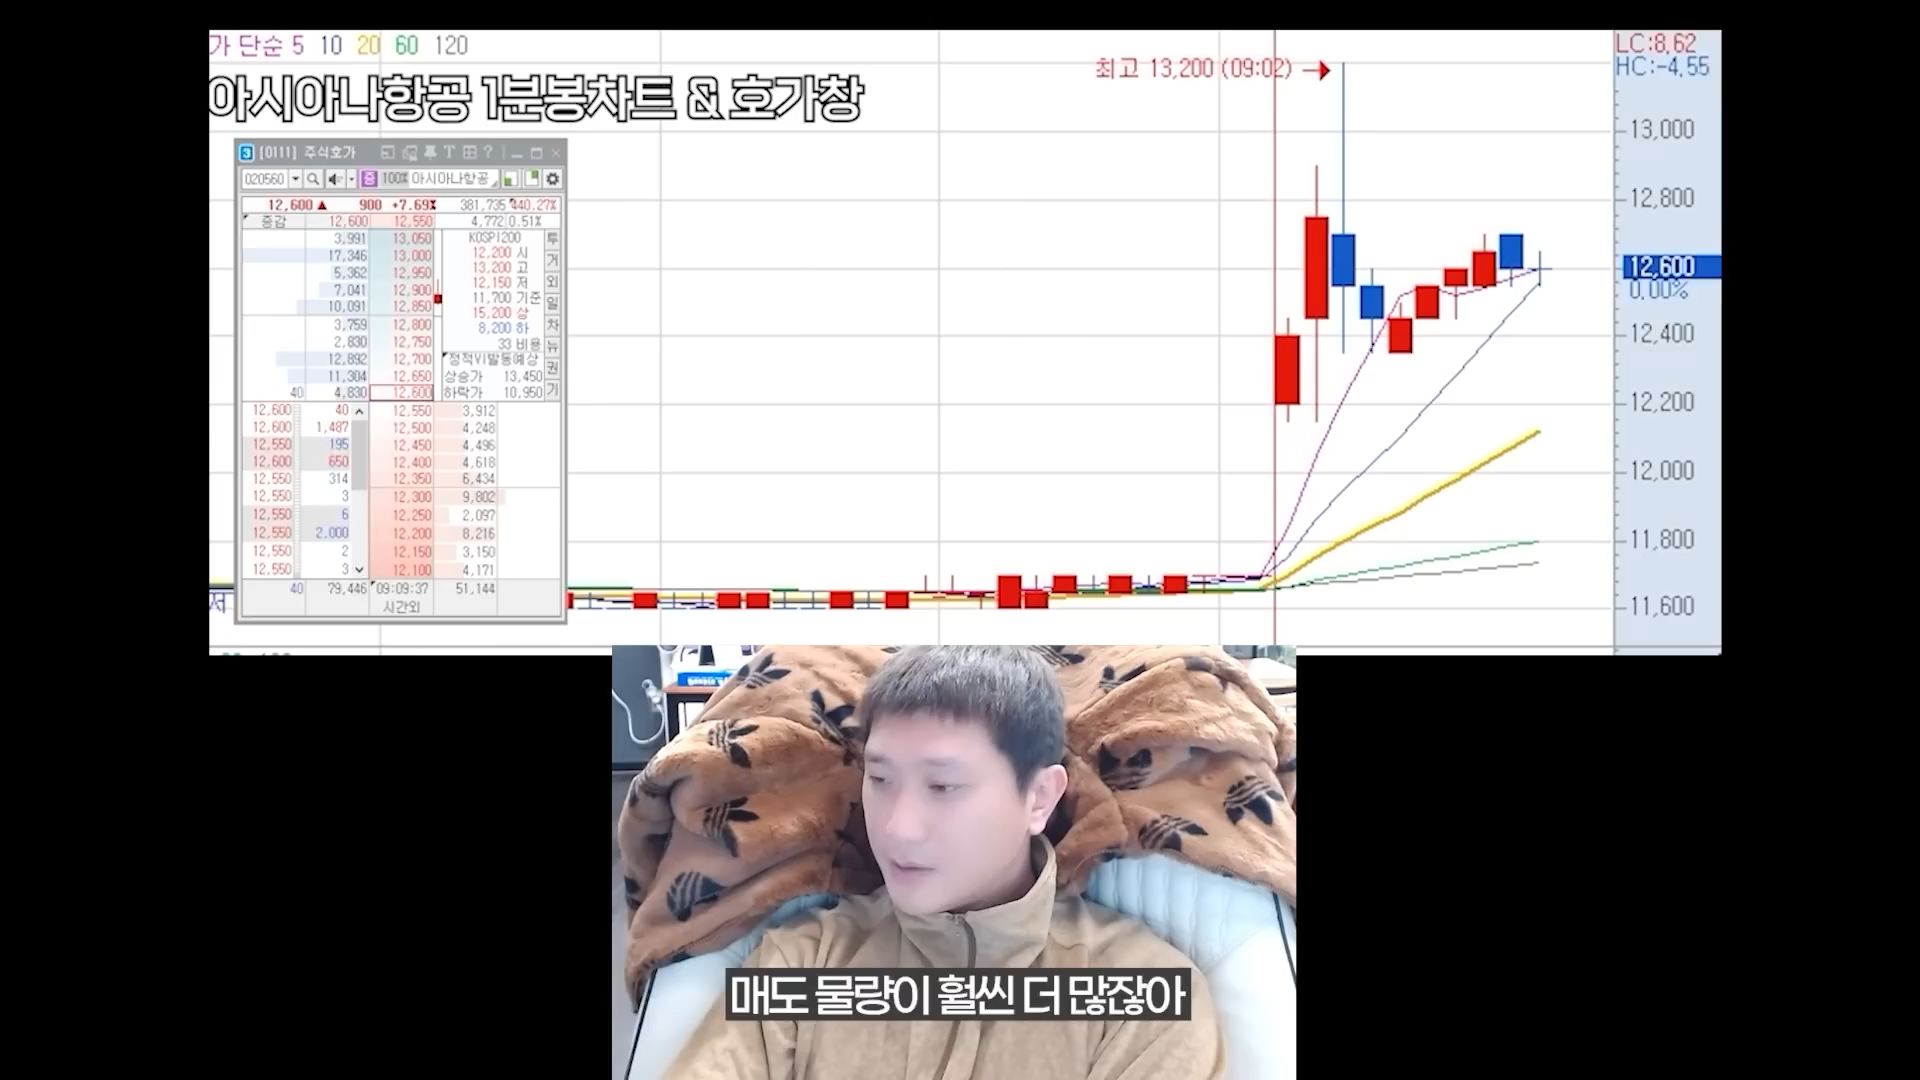 가 단순 5 10 20 60 120
아시아나항공 1분봉차트 & 호가창
최고 13,200 (09:02)
LC:8,62
HC:-4,55
13,000
12,800
12,600
0.00%
12,400
12,200
12,000
11,800
11,600
3 [0111] 주식호가
020560 증 100% 아시아나항공
12,600 ▲ 900 +7.69% 381,735 440.27%
증감 12,600 12,550 4,772 0.51%
3,991 13,050 KOSPI200 투
17,346 13,000 12,200 시
5,362 12,950 13,200 고 거
7,041 12,900 12,150 저 외
10,091 12,850 11,700 기준 일
3,759 12,800 15,200 상 차
2,830 12,750 8,200 하
33 비용 뉴
12,892 12,700 정적VI발동예상
11,304 12,650 상승가 13,450 권
40 4,830 12,600 하락가 10,950 기
12,600 40 12,550 3,912
12,600 1,487 12,500 4,248
12,550 195 12,450 4,496
12,600 650 12,400 4,618
12,550 314 12,350 6,434
12,550 3 12,300 9,802
12,550 6 12,250 2,097
12,550 2,000 12,200 8,216
12,550 2 12,150 3,150
12,550 3 12,100 4,171
40 79,446 09:09:37 51,144
시간외
매도 물량이 훨씬 더 많잖아